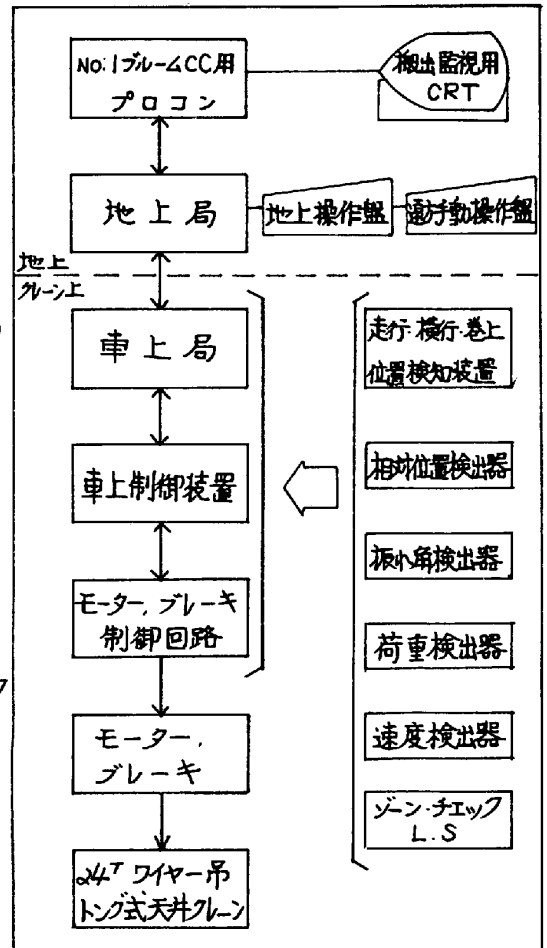 No.1ブルームCC用
プロコン
搬出監視用
CRT
地上局
地上操作盤
遠方手動操作盤
地上
クレーン上
車上局
車上制御装置
モーター,ブレーキ
制御回路
モーター,
ブレーキ
24T ワイヤー吊
トング式天井クレーン
走行・横行・巻上
位置検知装置
相対位置検出器
振れ角検出器
荷重検出器
速度検出器
ゾーン・チェック
L.S